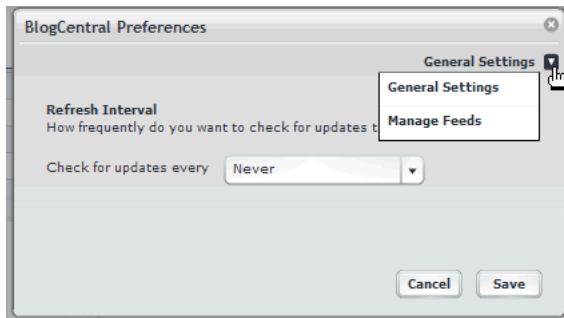 BlogCentral Preferences
General Settings
General Settings
Manage Feeds
Refresh Interval
How frequently do you want to check for updates t
Check for updates every Never
Cancel Save